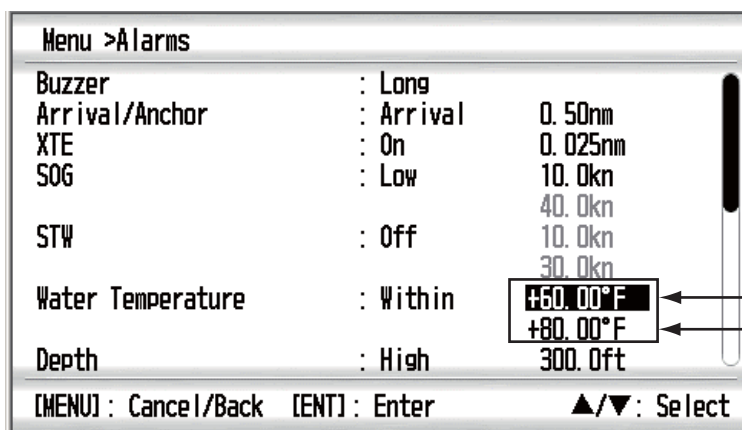 Menu >Alarms
Buzzer : Long
Arrival/Anchor : Arrival 0.50nm
XTE : On 0.025nm
SOG : Low 10.0kn
40.0kn
STW : Off 10.0kn
30.0kn
Water Temperature : Within +60.00°F
+80.00°F
Depth : High 300.0ft
[MENU]: Cancel/Back [ENT]: Enter ▲/▼: Select